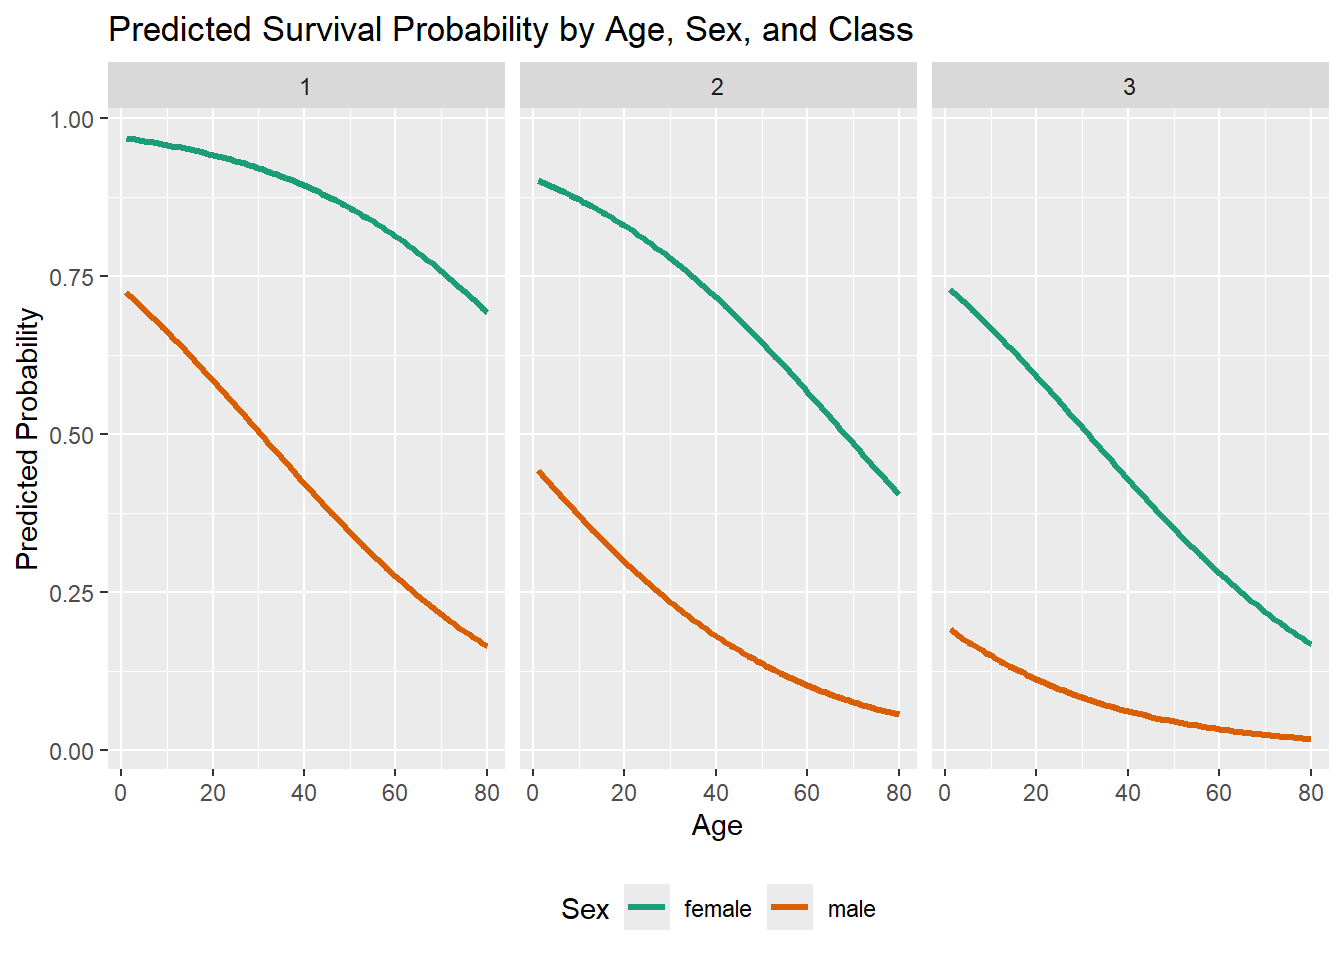 Predicted Survival Probability by Age, Sex, and Class
1 2 3
1.00
0.75
0.50
0.25
0.00
Predicted Probability
0 20 40 60 80 0 20 40 60 80 0 20 40 60 80
Age
Sex female male